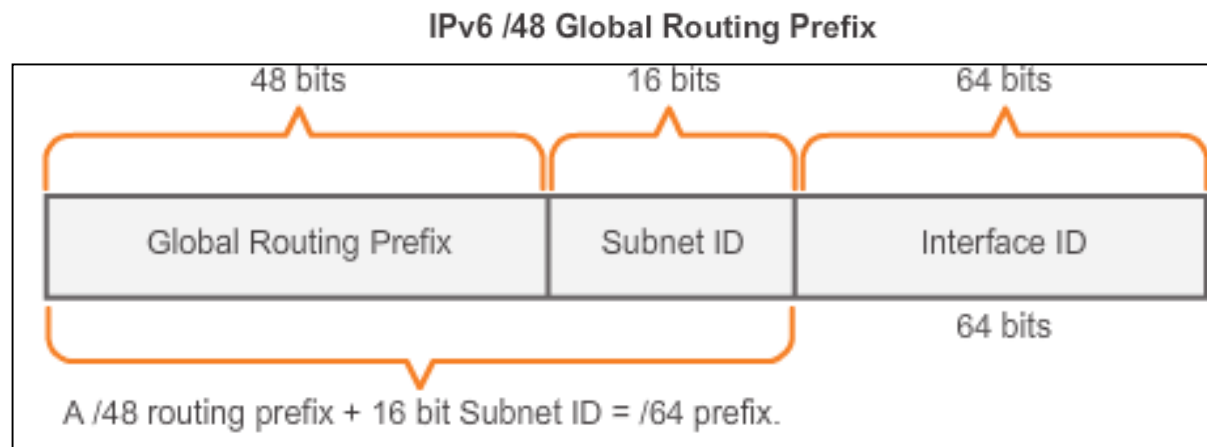 IPv6 /48 Global Routing Prefix
48 bits 16 bits 64 bits
Global Routing Prefix Subnet ID Interface ID
64 bits
A /48 routing prefix + 16 bit Subnet ID = /64 prefix.